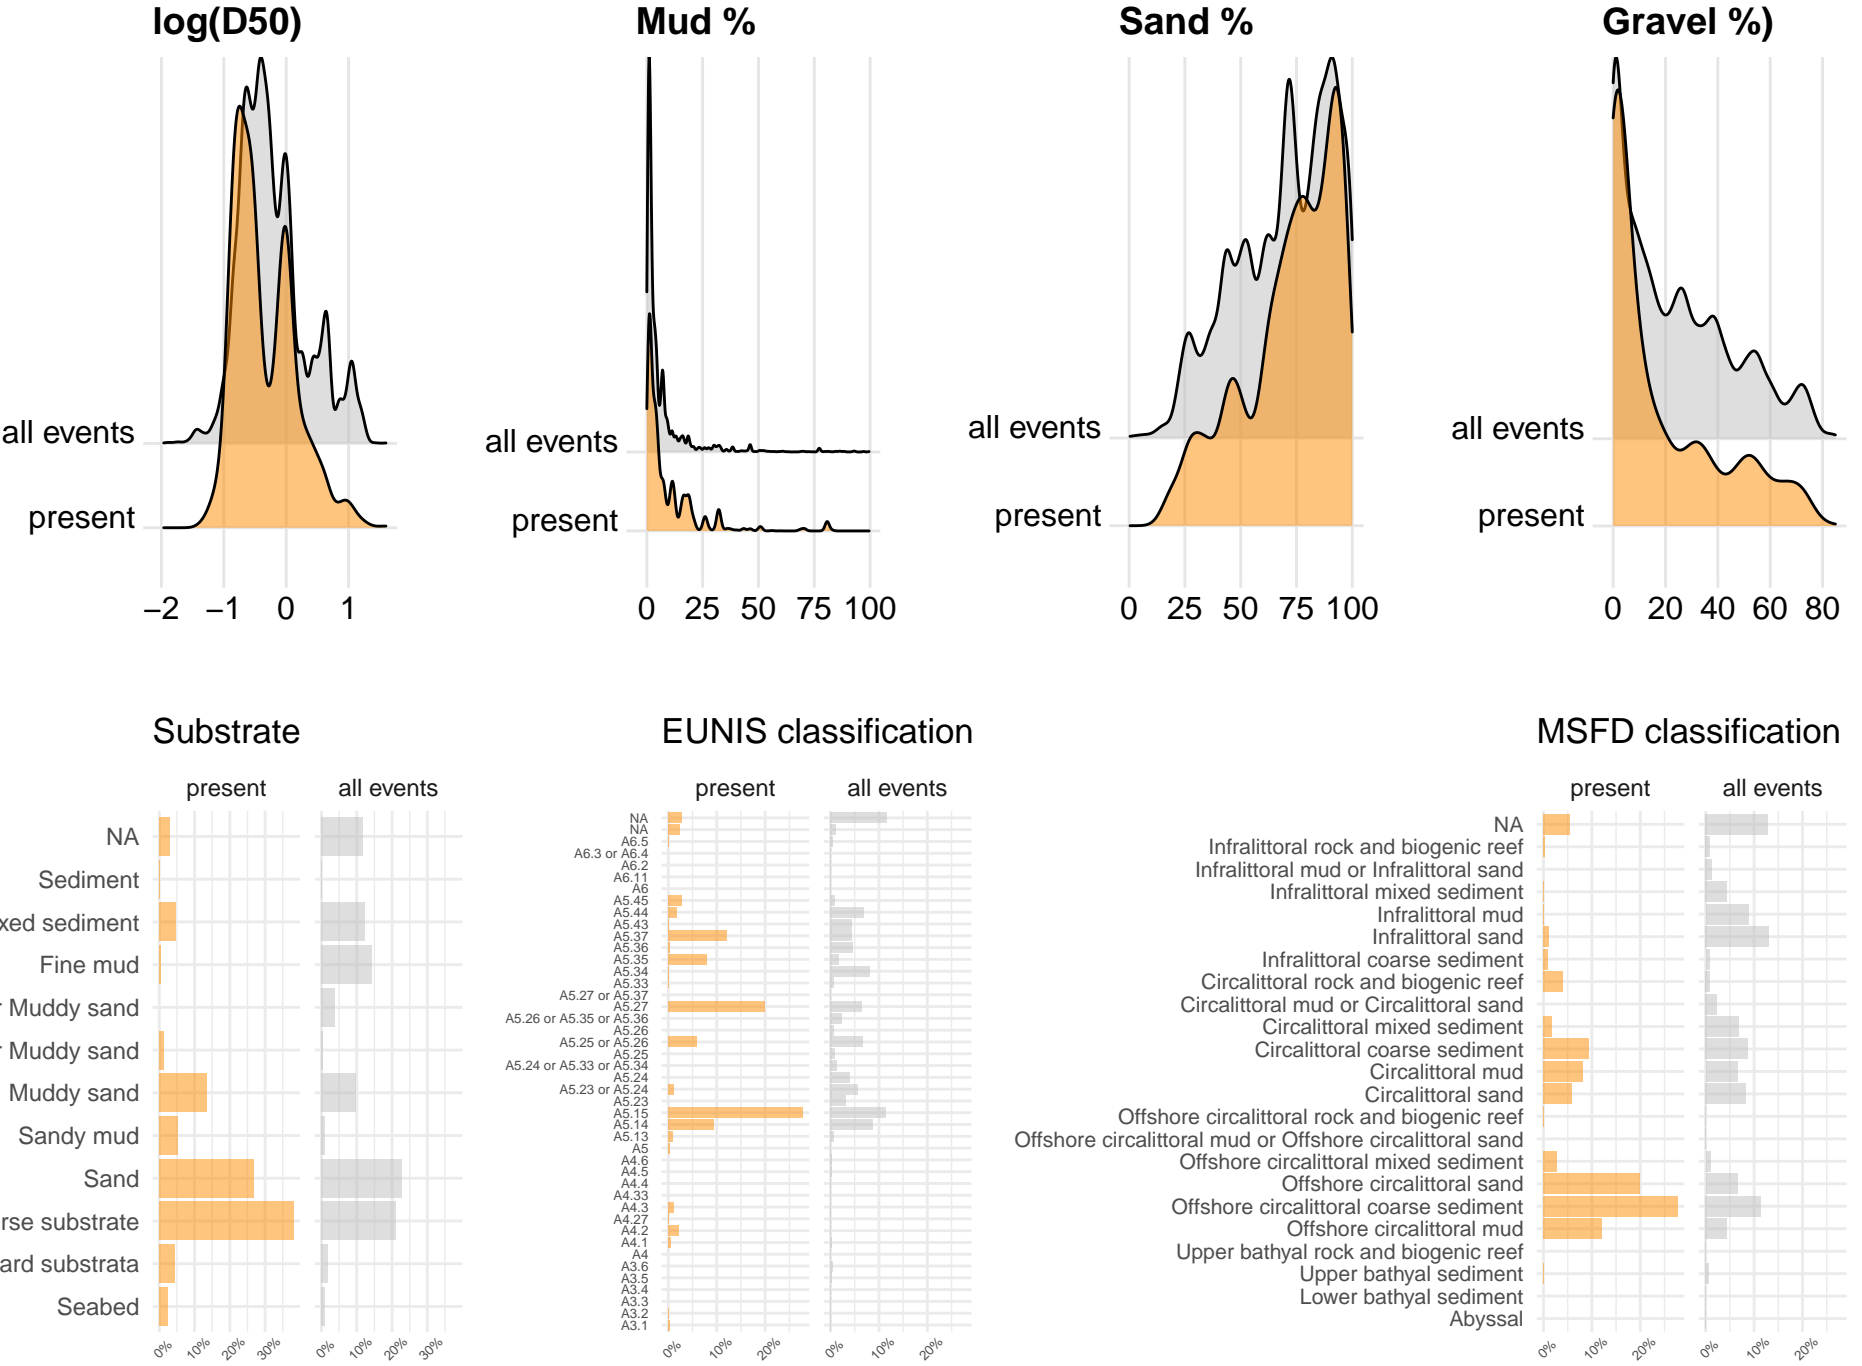 log(D50)
Mud %
Sand %
Gravel %)
all events
present
−2 −1 0 1
all events
present
0 25 50 75 100
all events
present
0 25 50 75 100
all events
present
0 20 40 60 80
Substrate
present all events
NA
Sediment
xed sediment
Fine mud
r Muddy sand
r Muddy sand
Muddy sand
Sandy mud
Sand
rse substrate
ard substrata
Seabed
0% 10% 20% 30% 0% 10% 20% 30%
EUNIS classification
present all events
NA
NA
A6.5
A6.3 or A6.4
A6.2
A6.11
A6
A5.45
A5.44
A5.43
A5.37
A5.36
A5.35
A5.34
A5.33
A5.27 or A5.37
A5.27
A5.26 or A5.35 or A5.36
A5.26
A5.25 or A5.26
A5.25
A5.24 or A5.33 or A5.34
A5.24
A5.23 or A5.24
A5.23
A5.15
A5.14
A5.13
A5
A4.6
A4.5
A4.4
A4.33
A4.3
A4.27
A4.2
A4.1
A4
A3.6
A3.5
A3.4
A3.3
A3.2
A3.1
0% 10% 20% 0% 10% 20%
MSFD classification
present all events
NA
Infralittoral rock and biogenic reef
Infralittoral mud or Infralittoral sand
Infralittoral mixed sediment
Infralittoral mud
Infralittoral sand
Infralittoral coarse sediment
Circalittoral rock and biogenic reef
Circalittoral mud or Circalittoral sand
Circalittoral mixed sediment
Circalittoral coarse sediment
Circalittoral mud
Circalittoral sand
Offshore circalittoral rock and biogenic reef
Offshore circalittoral mud or Offshore circalittoral sand
Offshore circalittoral mixed sediment
Offshore circalittoral sand
Offshore circalittoral coarse sediment
Offshore circalittoral mud
Upper bathyal rock and biogenic reef
Upper bathyal sediment
Lower bathyal sediment
Abyssal
0% 10% 20% 0% 10% 20%